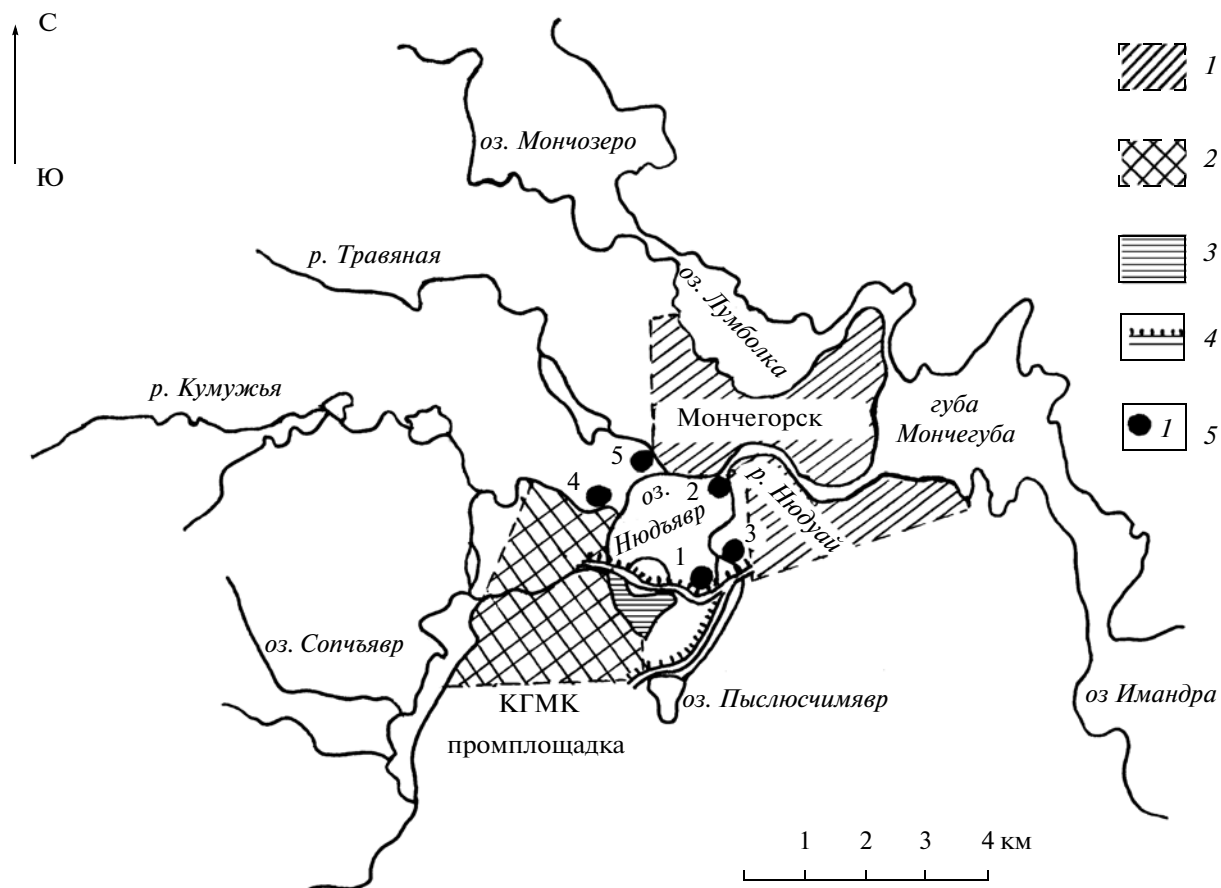 С
Ю
1
2
3
4
1
5
оз. Мончозеро
р. Травяная
оз. Лумболка
р. Кумужья
Мончегорск
губа
Мончегуба
5
4
2
оз.
Нюдъявр
р. Нюдуай
3
1
оз. Сопчъявр
КГМК
промплощадка
оз. Пыслюсчимявр
оз Имандра
1 2 3 4 км